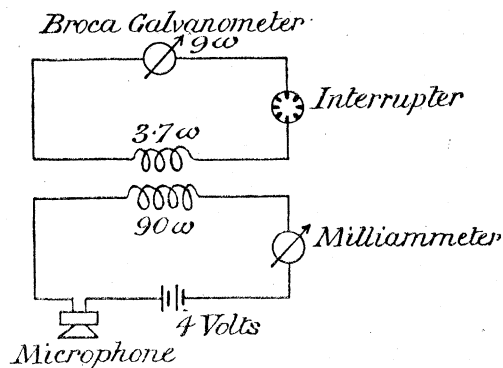 Broca Galvanometer
9ω
Interrupter
3.7ω
90ω
Milliammeter
4 Volts
Microphone